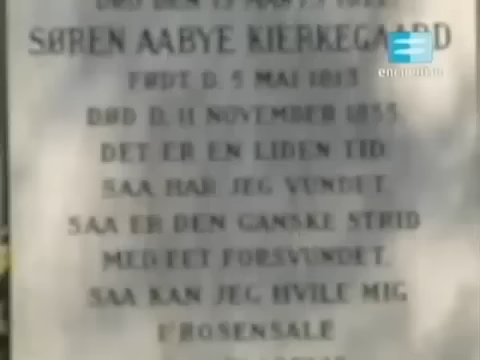 SØREN AABYE KIERKEGAARD
FØDT D. 5 MAI 1813
DØD D. 11 NOVEMBER 1855.
DET ER EN LIDEN TID,
SAA HAR JEG VUNDET,
SAA ER DEN GANSKE STRID
MED EET FORSVUNDET,
SAA KAN JEG HVILE MIG
I ROSENSALE